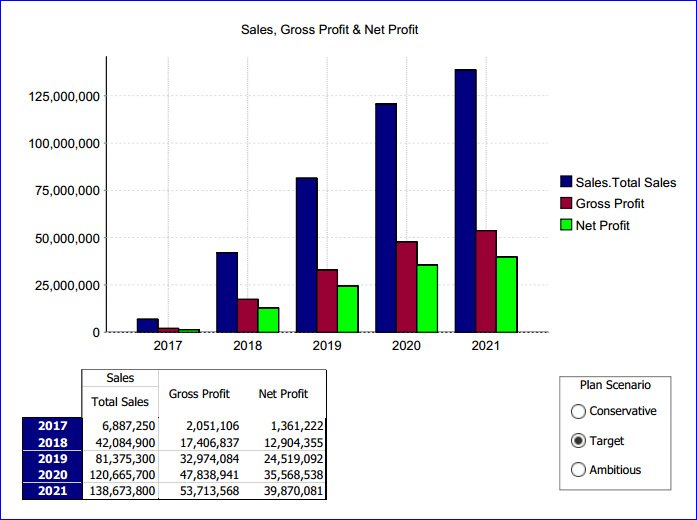 Sales, Gross Profit & Net Profit
125,000,000
100,000,000
75,000,000
50,000,000
25,000,000
0
2017 2018 2019 2020 2021
Sales.Total Sales
Gross Profit
Net Profit
Sales
Total Sales Gross Profit Net Profit
2017 6,887,250 2,051,106 1,361,222
2018 42,084,900 17,406,837 12,904,355
2019 81,375,300 32,974,084 24,519,092
2020 120,665,700 47,838,941 35,568,538
2021 138,673,800 53,713,568 39,870,081
Plan Scenario
Conservative
Target
Ambitious